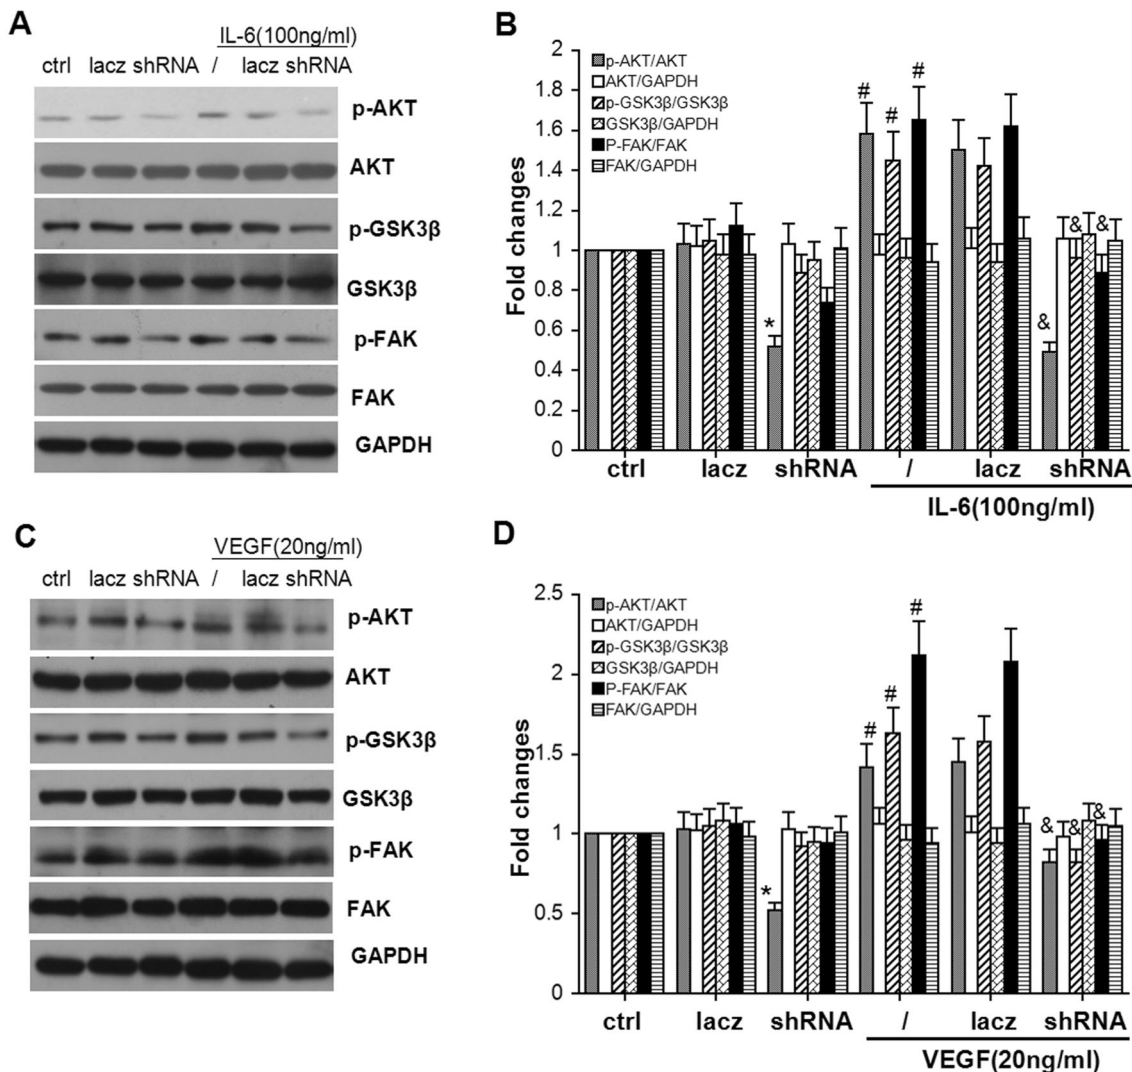 A
IL-6(100ng/ml)
ctrl lacz shRNA / lacz shRNA
p-AKT
AKT
p-GSK3β
GSK3β
p-FAK
FAK
GAPDH
B
Fold changes
2
1.8
1.6
1.4
1.2
1
0.8
0.6
0.4
0.2
0
p-AKT/AKT
AKT/GAPDH
p-GSK3β/GSK3β
GSK3β/GAPDH
P-FAK/FAK
FAK/GAPDH
* # # # & & &
ctrl lacz shRNA / lacz shRNA
IL-6(100ng/ml)
C
VEGF(20ng/ml)
ctrl lacz shRNA / lacz shRNA
p-AKT
AKT
p-GSK3β
GSK3β
p-FAK
FAK
GAPDH
D
Fold changes
2.5
2
1.5
1
0.5
0
p-AKT/AKT
AKT/GAPDH
p-GSK3β/GSK3β
GSK3β/GAPDH
P-FAK/FAK
FAK/GAPDH
* # # # & & &
ctrl lacz shRNA / lacz shRNA
VEGF(20ng/ml)